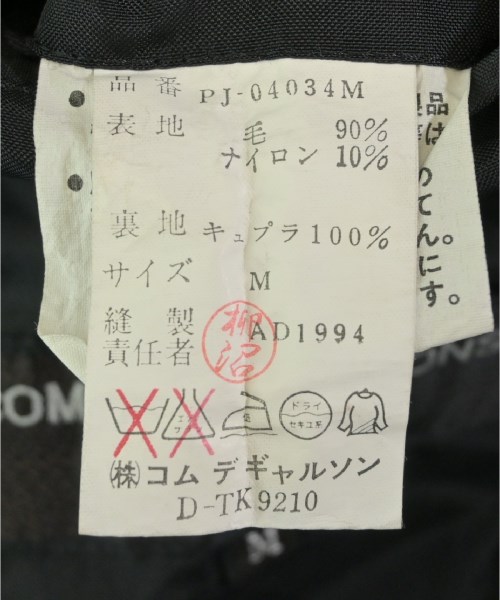 品番 PJ-04034M
表地 毛 90%
ナイロン 10%
裏地 キュプラ100%
サイズ M
縫製
責任者
柳沼
AD1994
ドライ
セキユ系
㈱コム デギャルソン
D-TK9210
製品
は
の
て
ん。
に
す。
COM
ONS
M